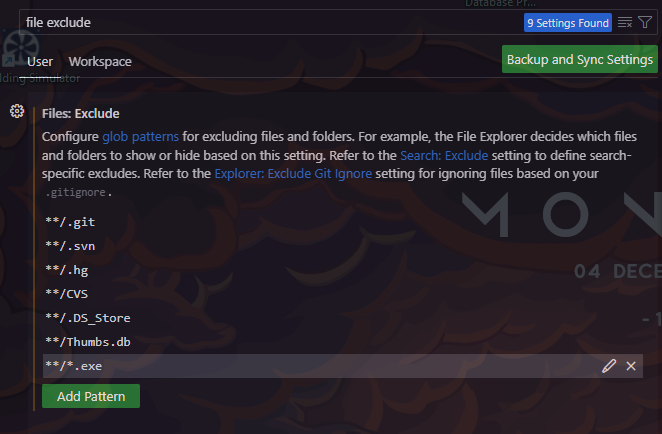 Database Pr...
file exclude
9 Settings Found
lding Simulator
User
Workspace
Backup and Sync Settings
Files: Exclude
Configure glob patterns for excluding files and folders. For example, the File Explorer decides which files
and folders to show or hide based on this setting. Refer to the Search: Exclude setting to define search-
specific excludes. Refer to the Explorer: Exclude Git Ignore setting for ignoring files based on your
.gitignore.
**/.git
**/.svn
**/.hg
**/CVS
**/.DS_Store
**/Thumbs.db
**/*.exe
Add Pattern
MON
04 DECE
- 1